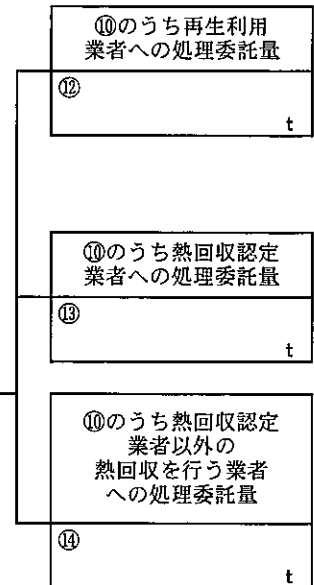 ⑩のうち再生利用
業者への処理委託量
⑫
t
⑩のうち熱回収認定
業者への処理委託量
⑬
t
⑩のうち熱回収認定
業者以外の
熱回収を行う業者
への処理委託量
⑭
t